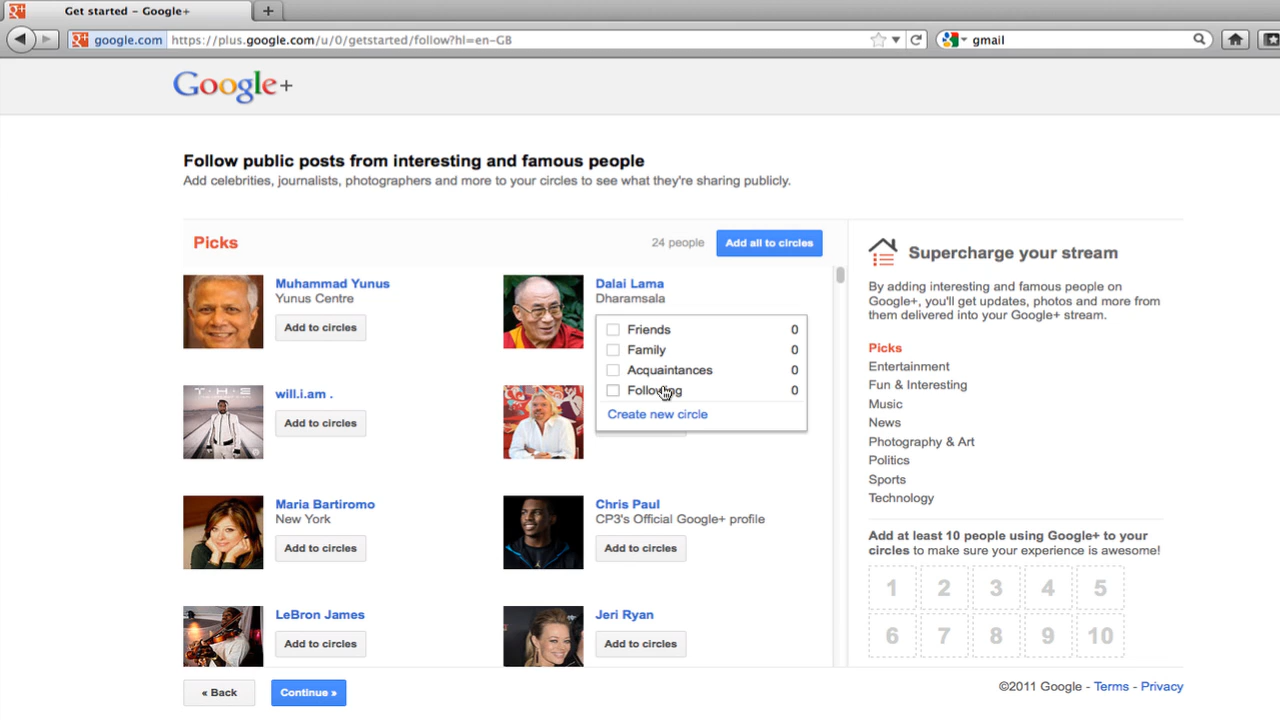 Get started – Google+
google.com https://plus.google.com/u/0/getstarted/follow?hl=en-GB
gmail
Google+
Follow public posts from interesting and famous people
Add celebrities, journalists, photographers and more to your circles to see what they're sharing publicly.
Picks
24 people
Add all to circles
Muhammad Yunus
Yunus Centre
Add to circles
Dalai Lama
Dharamsala
Friends 0
Family 0
Acquaintances 0
Following 0
Create new circle
will.i.am .
Add to circles
T·H·E
Maria Bartiromo
New York
Add to circles
Chris Paul
CP3's Official Google+ profile
Add to circles
LeBron James
Add to circles
Jeri Ryan
Add to circles
Supercharge your stream
By adding interesting and famous people on
Google+, you'll get updates, photos and more from
them delivered into your Google+ stream.
Picks
Entertainment
Fun & Interesting
Music
News
Photography & Art
Politics
Sports
Technology
Add at least 10 people using Google+ to your
circles to make sure your experience is awesome!
1 2 3 4 5
6 7 8 9 10
« Back
Continue »
©2011 Google - Terms - Privacy